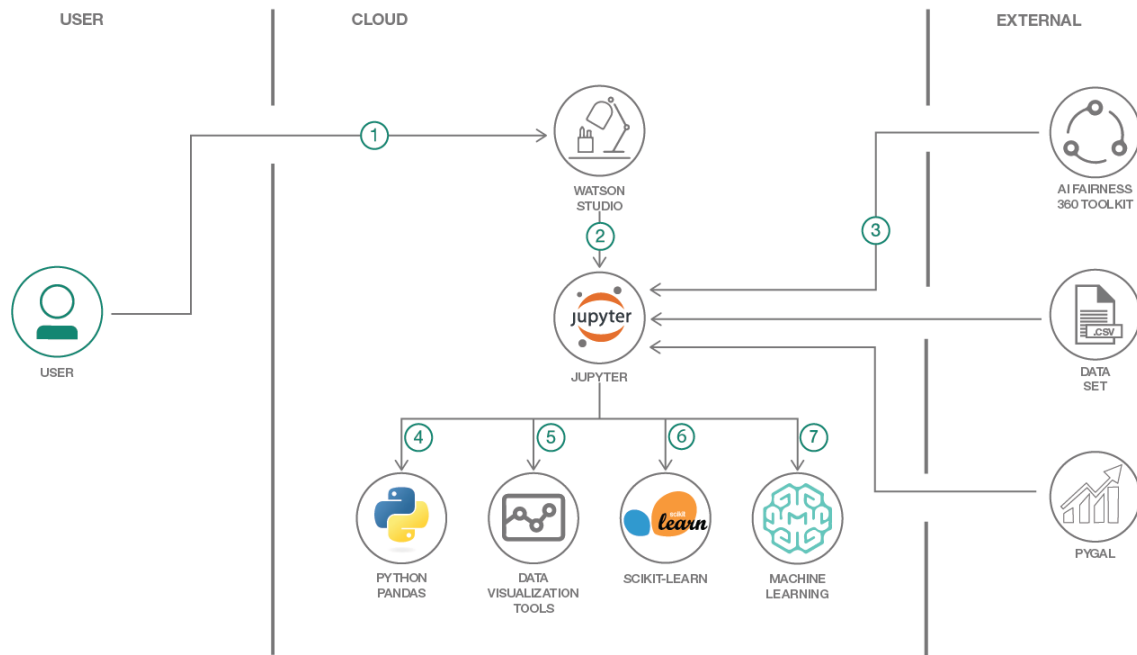 USER
CLOUD
EXTERNAL
1
WATSON
STUDIO
AI FAIRNESS
360 TOOLKIT
2
3
jupyter
JUPYTER
USER
.CSV
DATA
SET
4
5
6
7
scikit
learn
PYTHON
PANDAS
DATA
VISUALIZATION
TOOLS
SCIKIT-LEARN
MACHINE
LEARNING
PYGAL